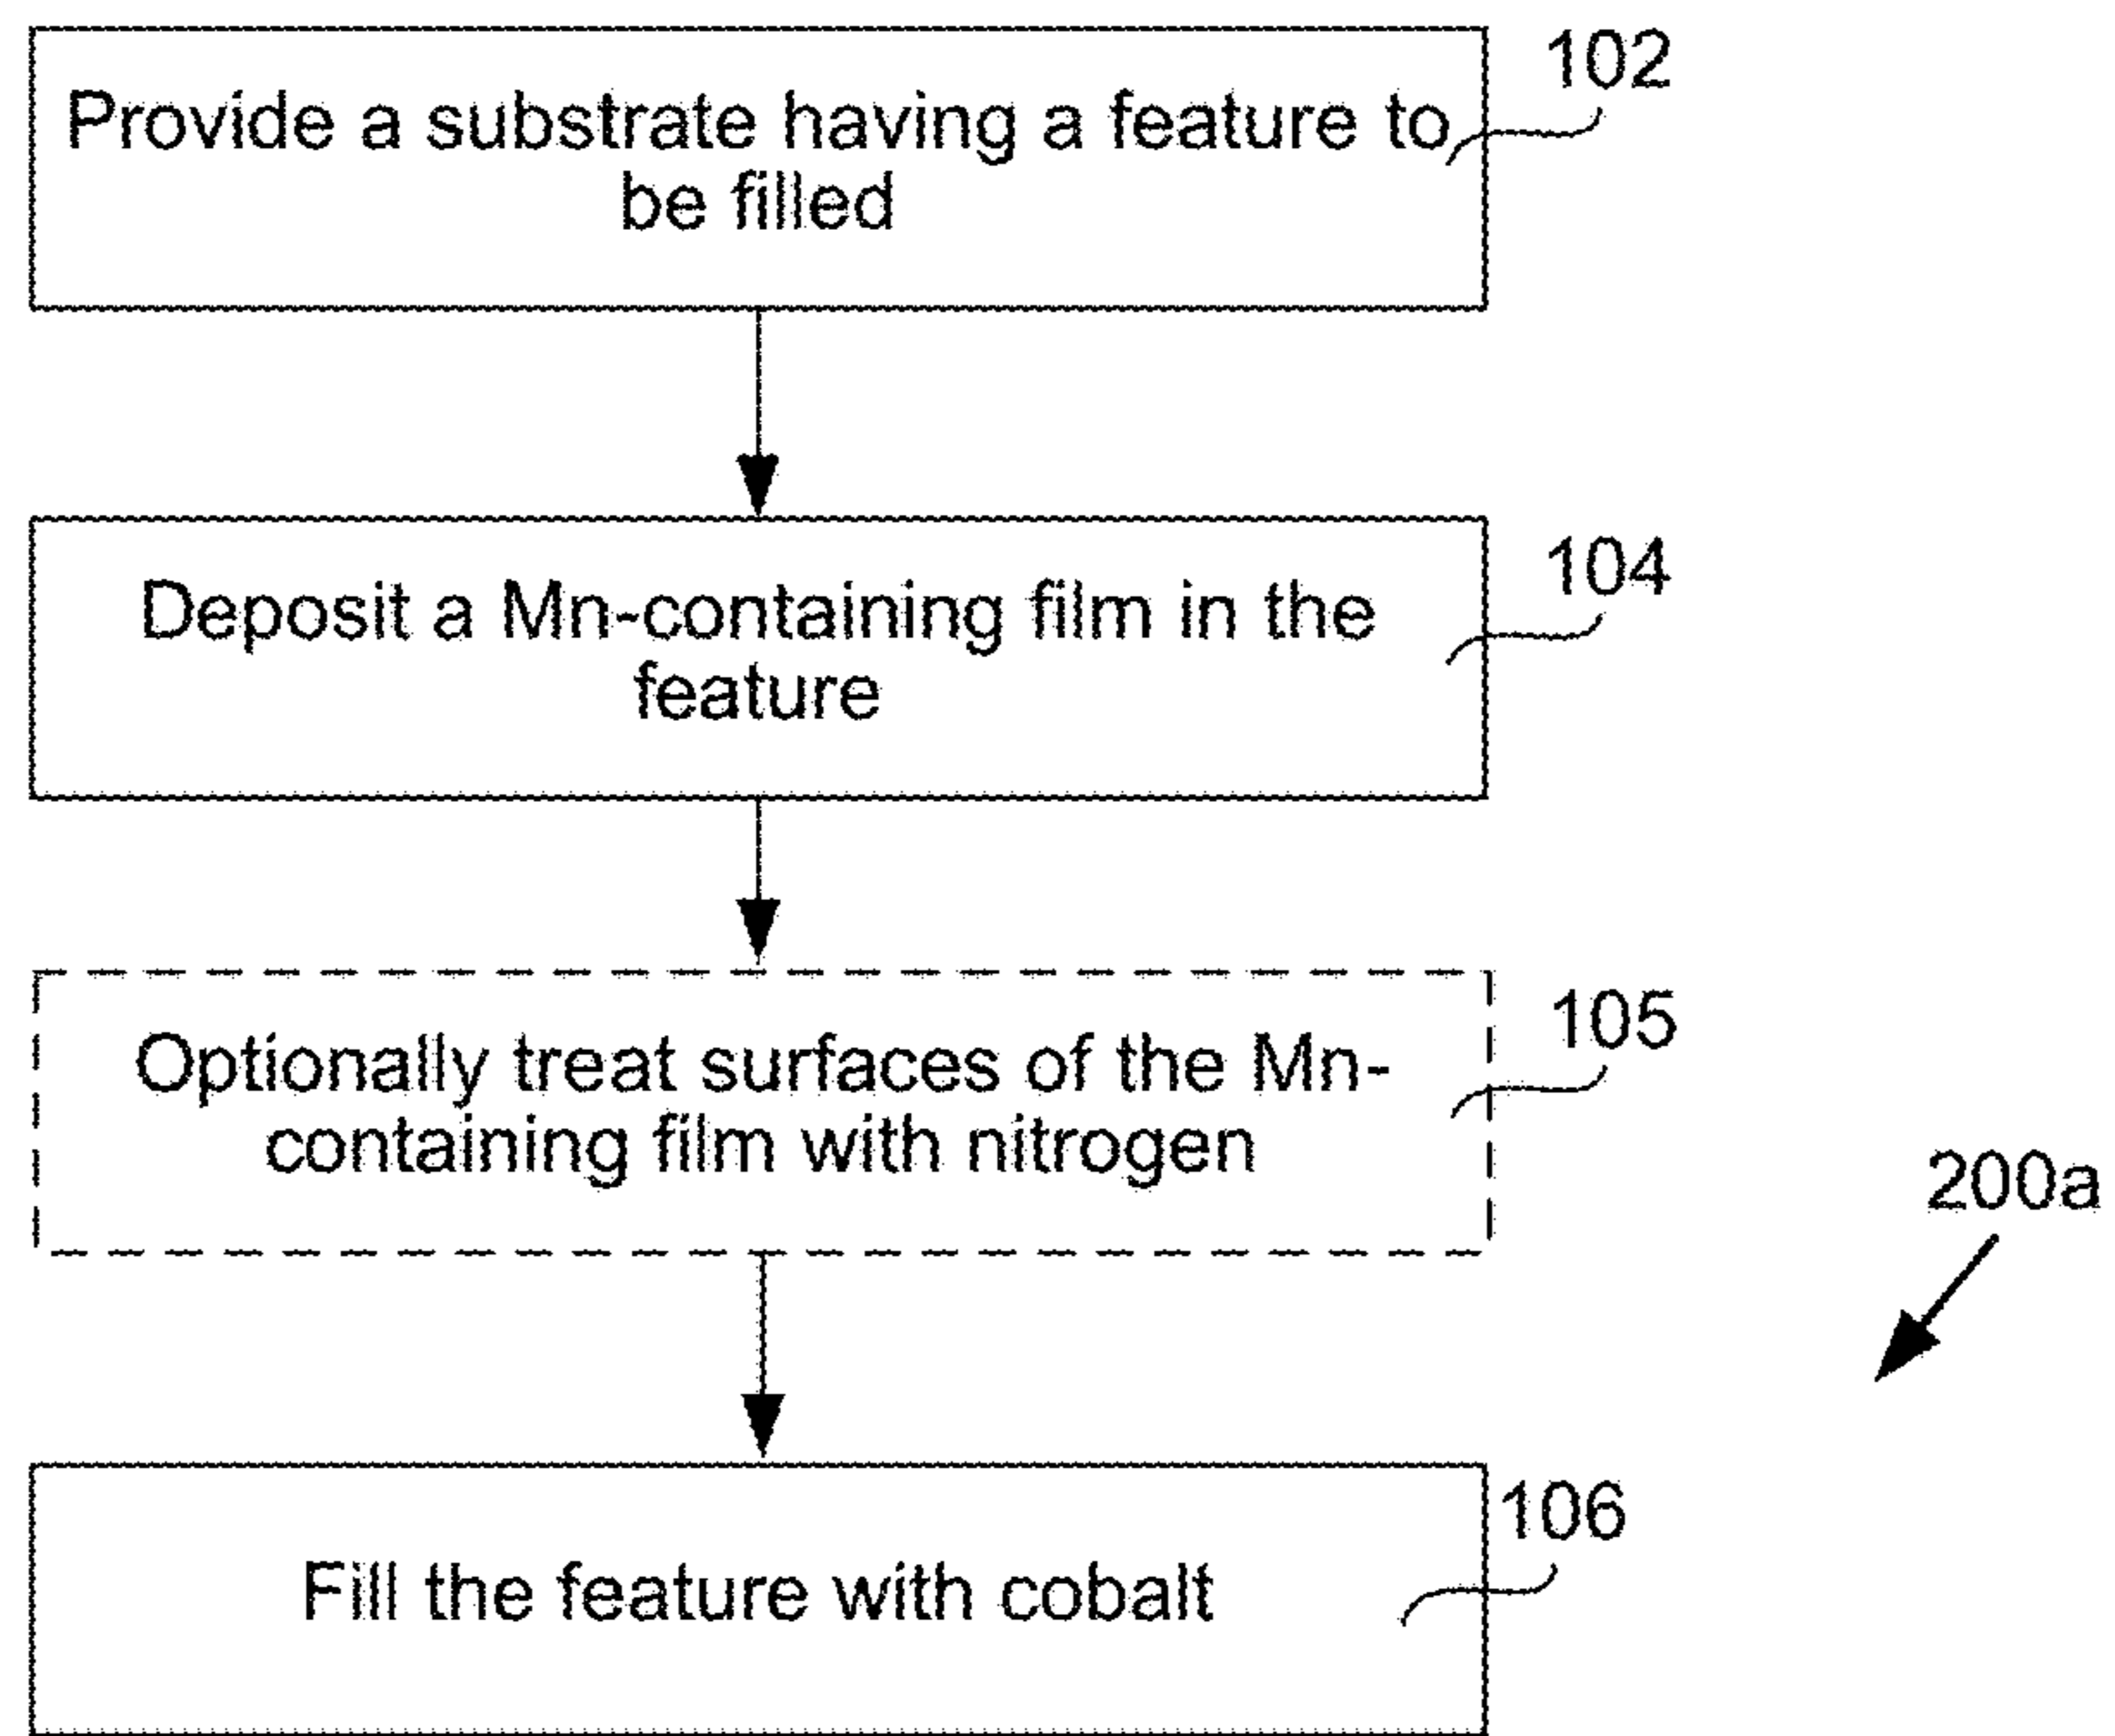 102
Provide a substrate having a feature to
be filled
104
Deposit a Mn-containing film in the
feature
105
Optionally treat surfaces of the Mn-
containing film with nitrogen
200a
106
Fill the feature with cobalt